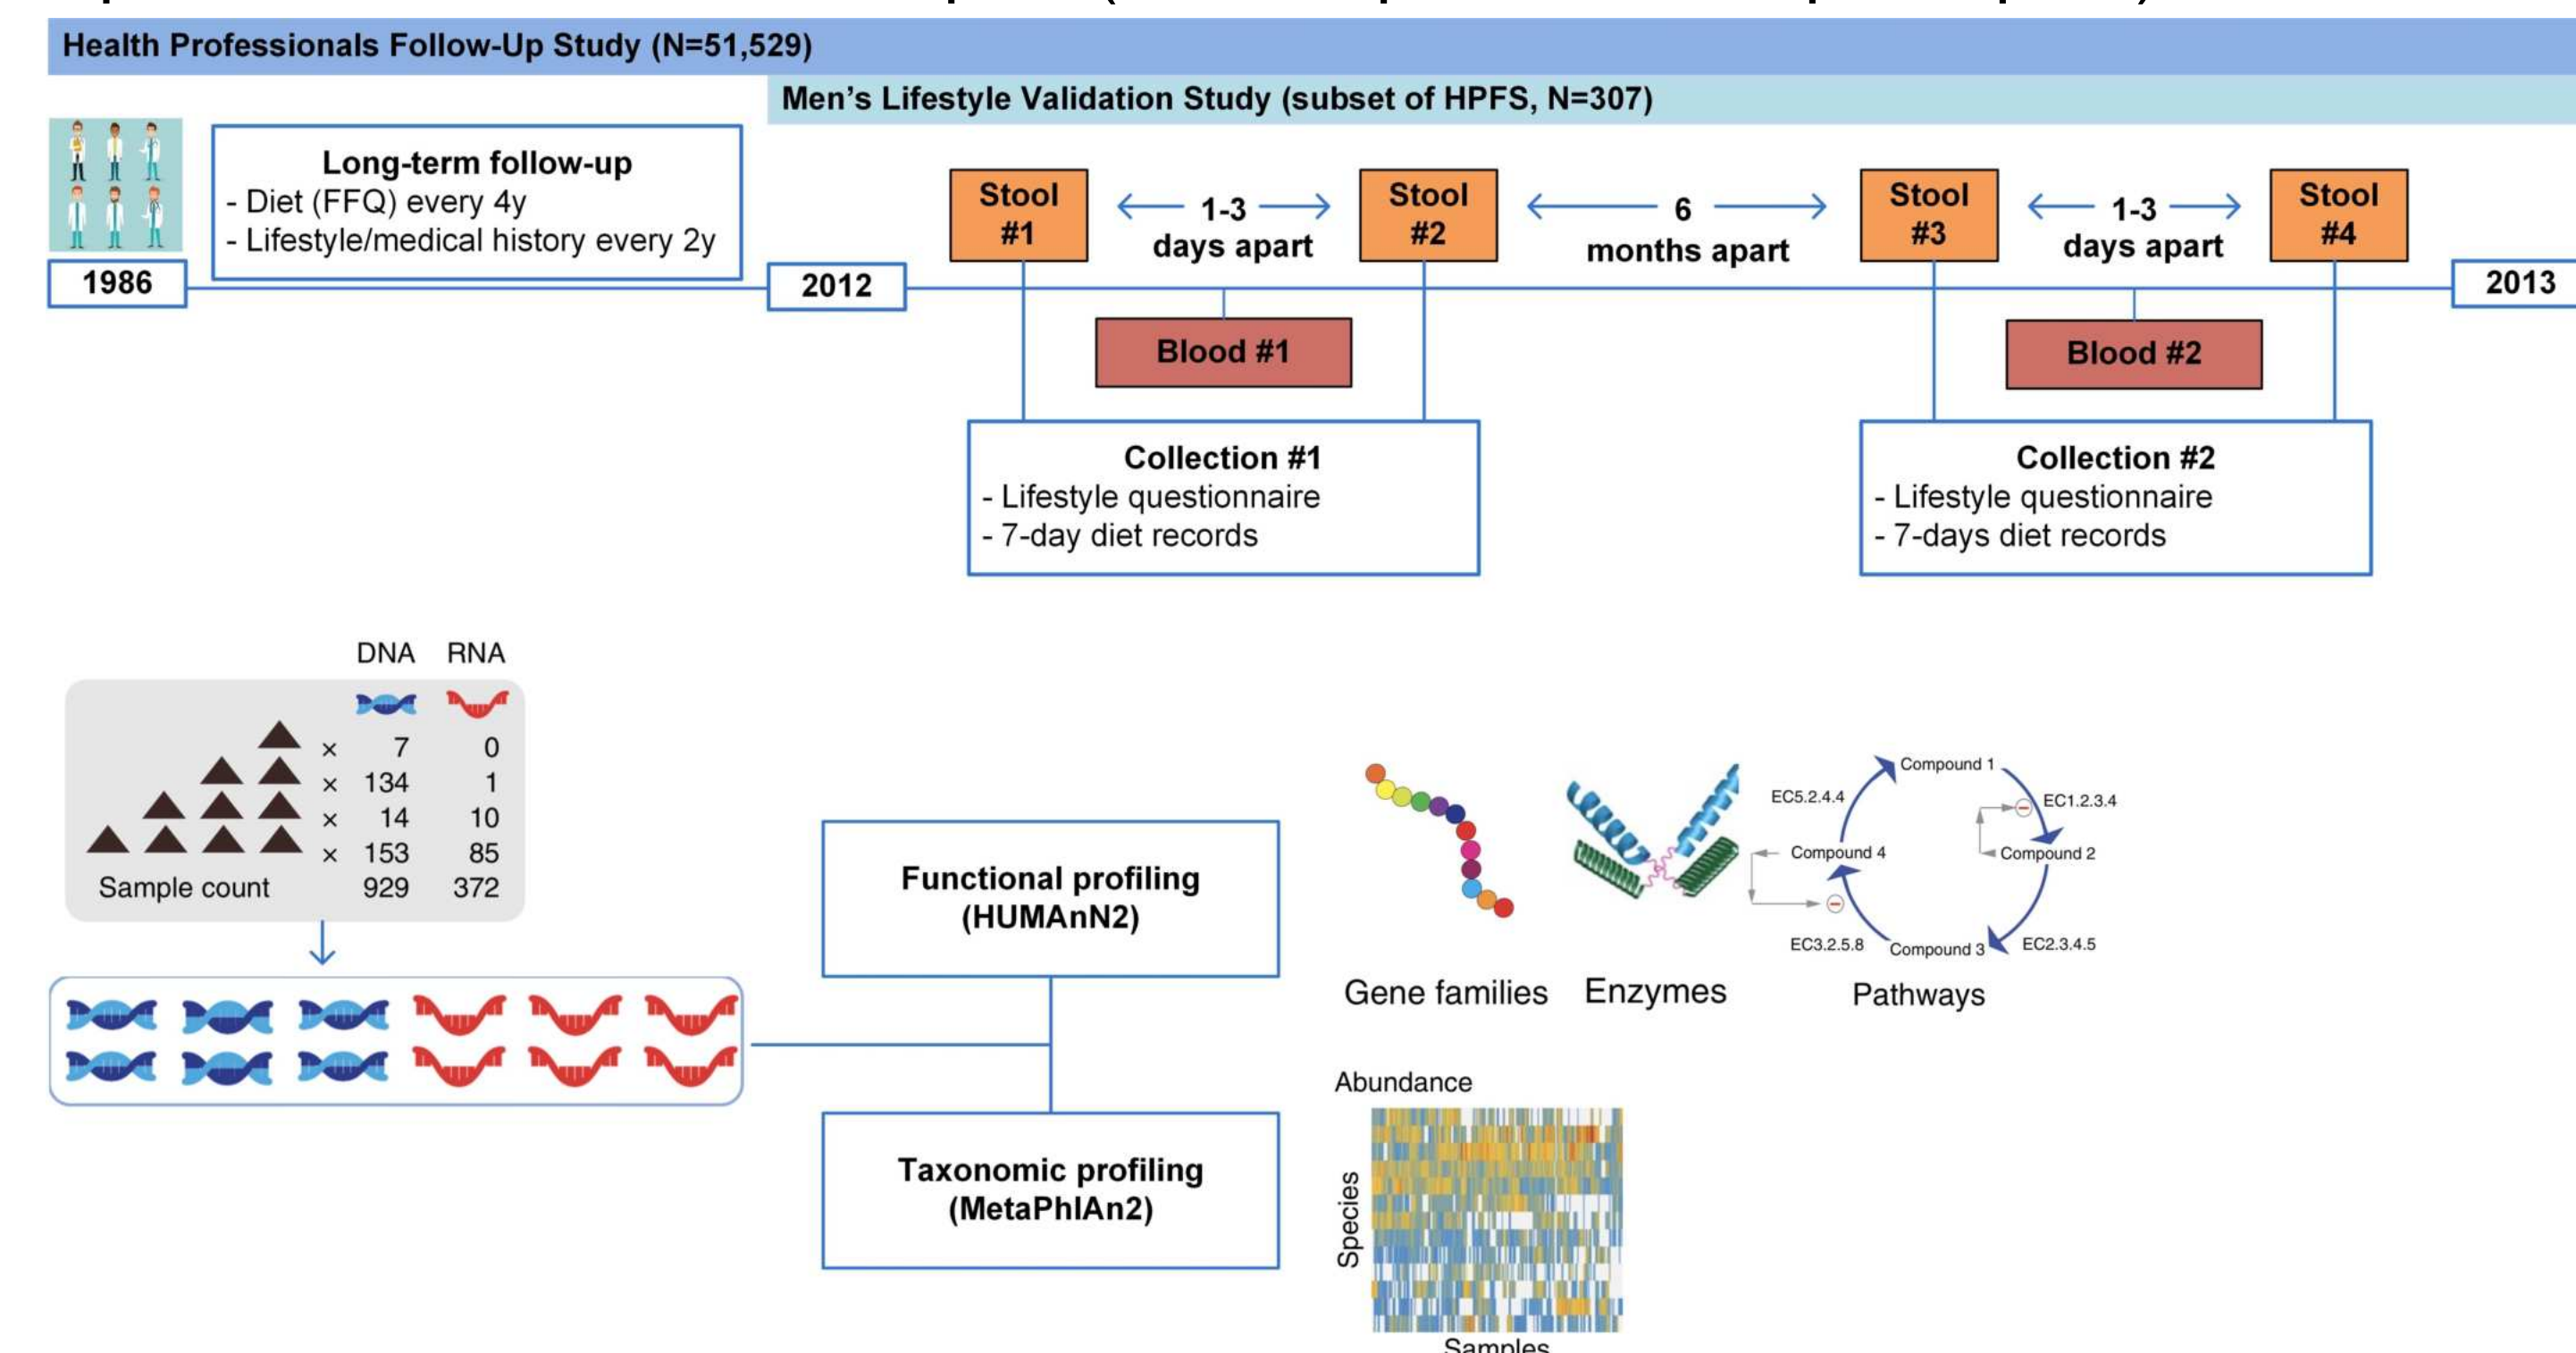 Health Professionals Follow-Up Study (N=51,529)
Men’s Lifestyle Validation Study (subset of HPFS, N=307)
Long-term follow-up
- Diet (FFQ) every 4y
- Lifestyle/medical history every 2y
Stool
#1
1-3
days apart
Stool
#2
6
months apart
Stool
#3
1-3
days apart
Stool
#4
1986
2012
2013
Blood #1
Blood #2
Collection #1
- Lifestyle questionnaire
- 7-day diet records
Collection #2
- Lifestyle questionnaire
- 7-days diet records
DNA RNA
× 7 0
× 134 1
× 14 10
× 153 85
Sample count 929 372
Functional profiling
(HUMAnN2)
Taxonomic profiling
(MetaPhlAn2)
Gene families
Enzymes
Compound 1
EC5.2.4.4
EC1.2.3.4
Compound 4
Compound 2
EC3.2.5.8
Compound 3
EC2.3.4.5
Pathways
Abundance
Species
Samples